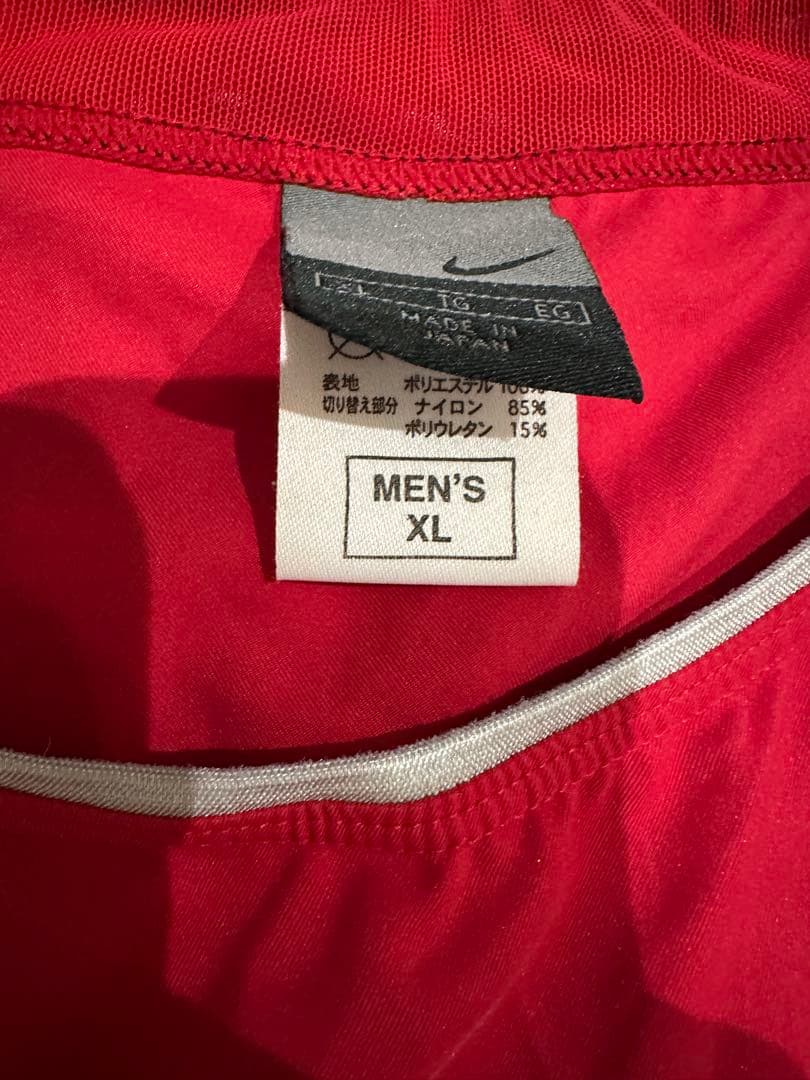 TG EG
MADE IN
JAPAN
表地 ポリエステル 100%
切り替え部分 ナイロン 85%
ポリウレタン 15%
MEN'S
XL